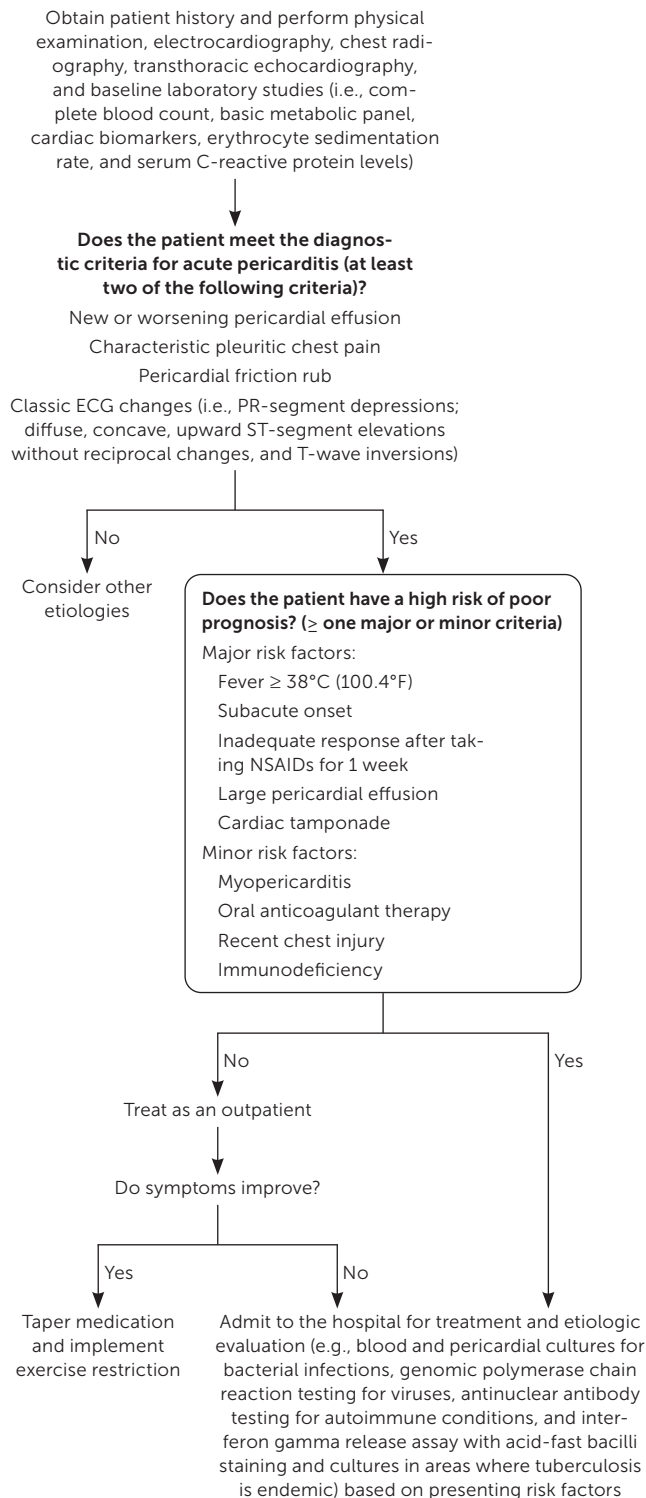 Obtain patient history and perform physical
examination, electrocardiography, chest radi-
ography, transthoracic echocardiography,
and baseline laboratory studies (i.e., com-
plete blood count, basic metabolic panel,
cardiac biomarkers, erythrocyte sedimentation
rate, and serum C-reactive protein levels)
Does the patient meet the diagnos-
tic criteria for acute pericarditis (at least
two of the following criteria)?
New or worsening pericardial effusion
Characteristic pleuritic chest pain
Pericardial friction rub
Classic ECG changes (i.e., PR-segment depressions;
diffuse, concave, upward ST-segment elevations
without reciprocal changes, and T-wave inversions)
No
Yes
Consider other
etiologies
Does the patient have a high risk of poor
prognosis? (≥ one major or minor criteria)
Major risk factors:
Fever ≥ 38°C (100.4°F)
Subacute onset
Inadequate response after tak-
ing NSAIDs for 1 week
Large pericardial effusion
Cardiac tamponade
Minor risk factors:
Myopericarditis
Oral anticoagulant therapy
Recent chest injury
Immunodeficiency
No
Yes
Treat as an outpatient
Do symptoms improve?
Yes
No
Taper medication
and implement
exercise restriction
Admit to the hospital for treatment and etiologic
evaluation (e.g., blood and pericardial cultures for
bacterial infections, genomic polymerase chain
reaction testing for viruses, antinuclear antibody
testing for autoimmune conditions, and inter-
feron gamma release assay with acid-fast bacilli
staining and cultures in areas where tuberculosis
is endemic) based on presenting risk factors